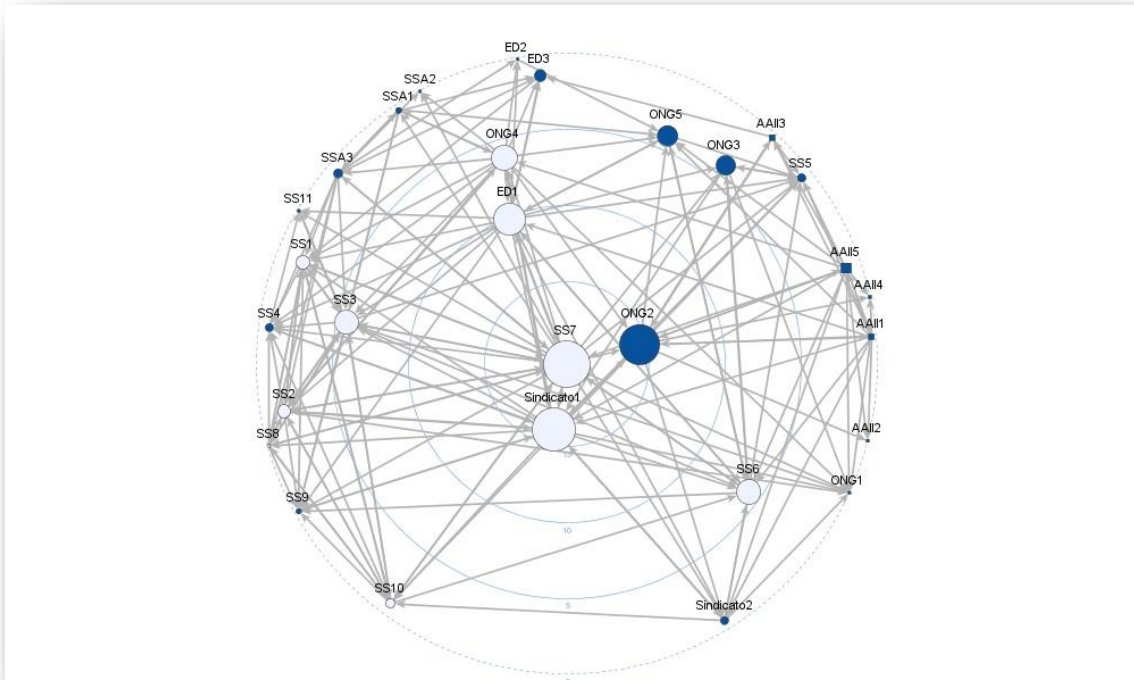 ED2
ED3
SSA2
SSA1
ONG5
AAII3
ONG4
ONG3
SSA3
SS5
ED1
SS11
SS1
AAII5
AAII4
SS3
SS4
ONG2
AAII1
SS7
SS2
Sindicato1
AAII2
SS8
SS6
ONG1
SS9
10
SS10
5
Sindicato2